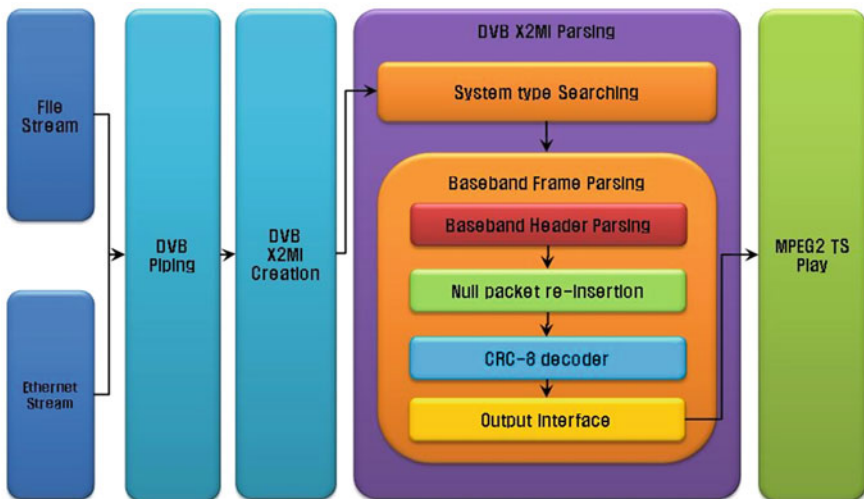 File
Stream
Ethernet
Stream
DVB
Piping
DVB
X2MI
Creation
DVB X2MI Parsing
System type Searching
Baseband Frame Parsing
Baseband Header Parsing
Null packet re-insertion
CRC-8 decoder
Output Interface
MPEG2 TS
Play